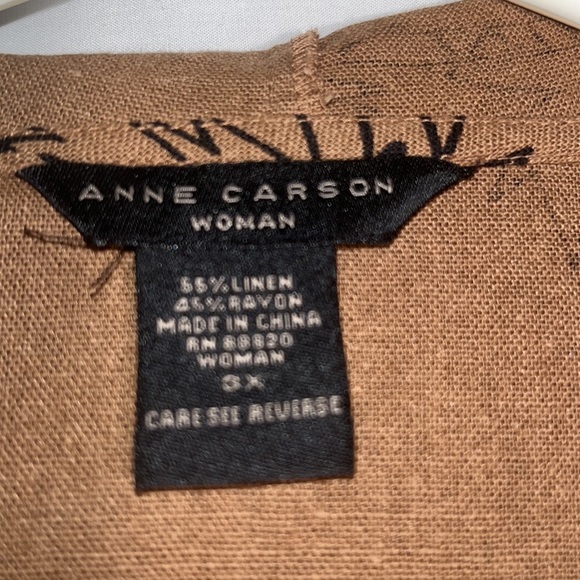 ANNE CARSON
WOMAN
55% LINEN
45% RAYON
MADE IN CHINA
RN 88820
WOMAN
3X
CARE SEE REVERSE